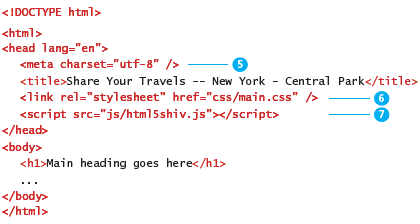 <!DOCTYPE html>
<html>
<head lang="en">
<meta charset="utf-8" /> 5
<title>Share Your Travels -- New York - Central Park</title>
<link rel="stylesheet" href="css/main.css" /> 6
<script src="js/html5shiv.js"></script> 7
</head>
<body>
<h1>Main heading goes here</h1>
...
</body>
</html>